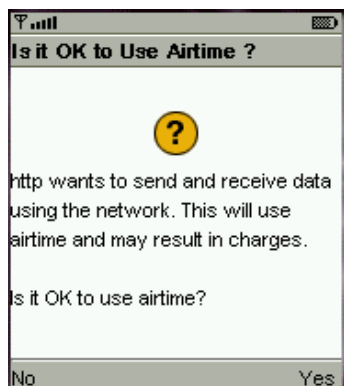 Is it OK to Use Airtime ?
?
http wants to send and receive data
using the network. This will use
airtime and may result in charges.
Is it OK to use airtime?
No Yes